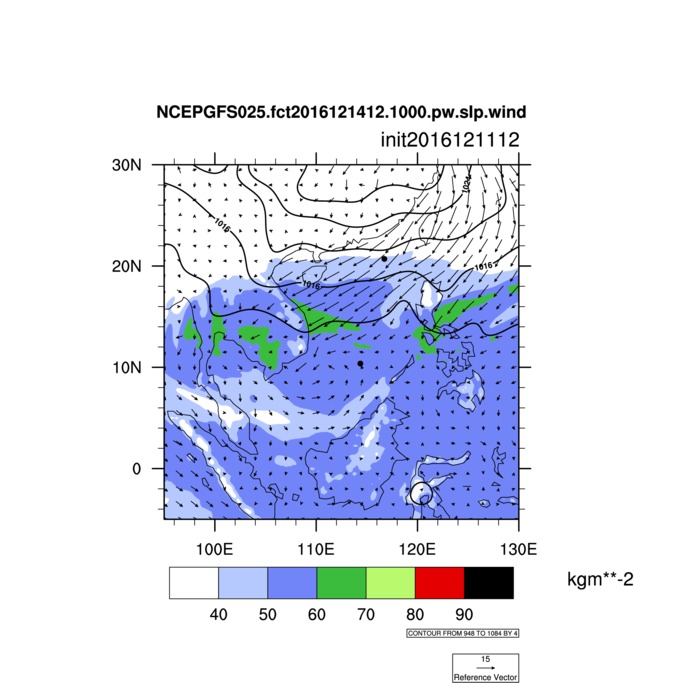 NCEPGFS025.fct2016121412.1000.pw.slp.wind
init2016121112
30N
20N
10N
0
1024
1016
1016
1016
100E 110E 120E 130E
kgm**-2
40 50 60 70 80 90
CONTOUR FROM 948 TO 1084 BY 4
15
Reference Vector